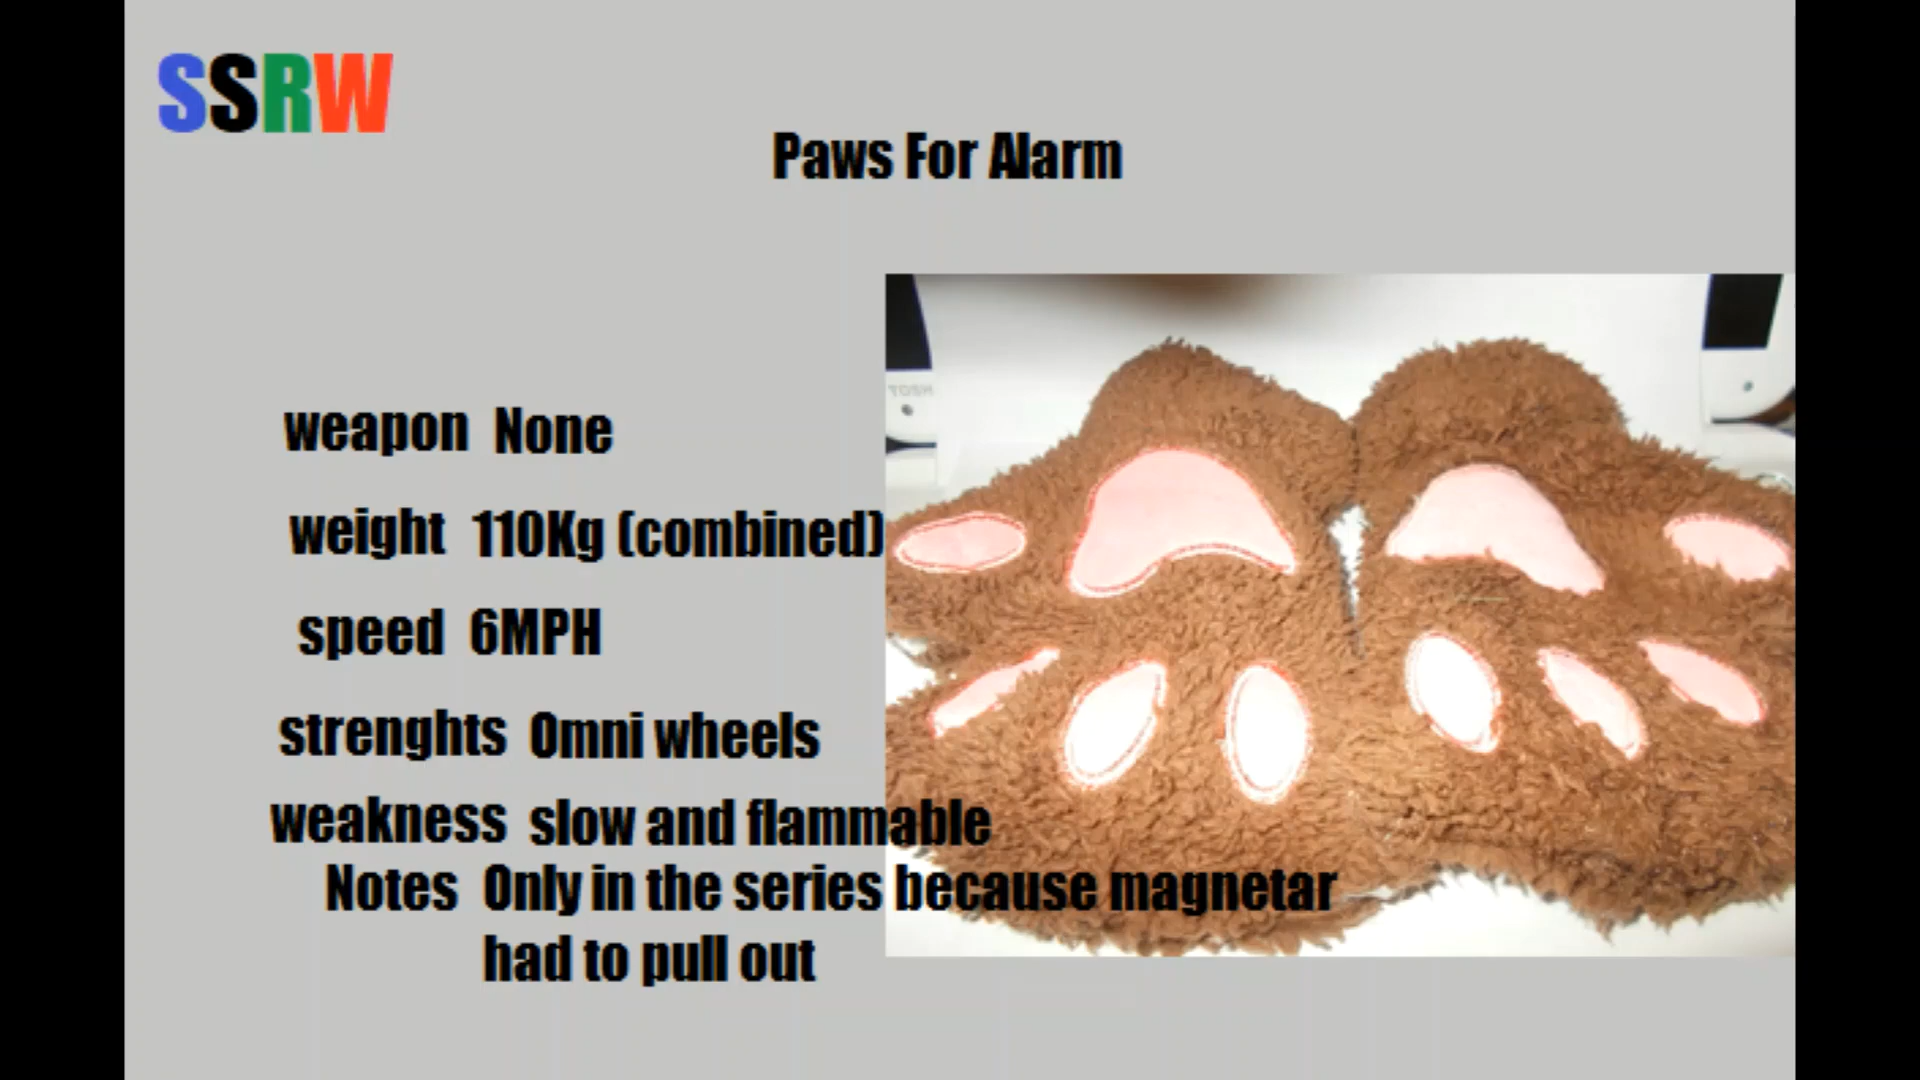 SSRW
Paws For Alarm
weapon None
weight 110Kg (combined)
speed 6MPH
strenghts Omni wheels
weakness slow and flammable
Notes Only in the series because magnetar
had to pull out